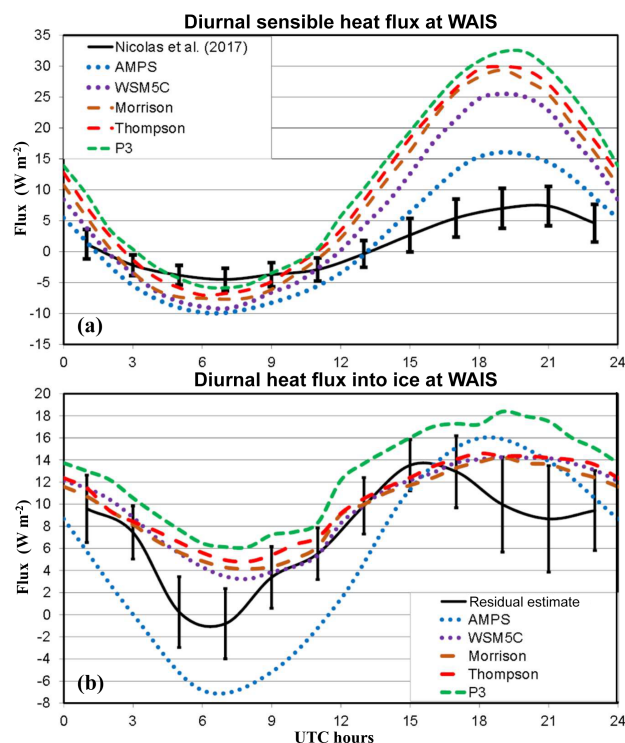 Diurnal sensible heat flux at WAIS
35
30
25
20
15
10
5
0
-5
-10
-15
Flux (W m-2)
Nicolas et al. (2017)
AMPS
WSM5C
Morrison
Thompson
P3
(a)
0 3 6 9 12 15 18 21 24
Diurnal heat flux into ice at WAIS
20
18
16
14
12
10
8
6
4
2
0
-2
-4
-6
-8
Flux (W m-2)
Residual estimate
AMPS
WSM5C
Morrison
Thompson
P3
(b)
0 3 6 9 12 15 18 21 24
UTC hours